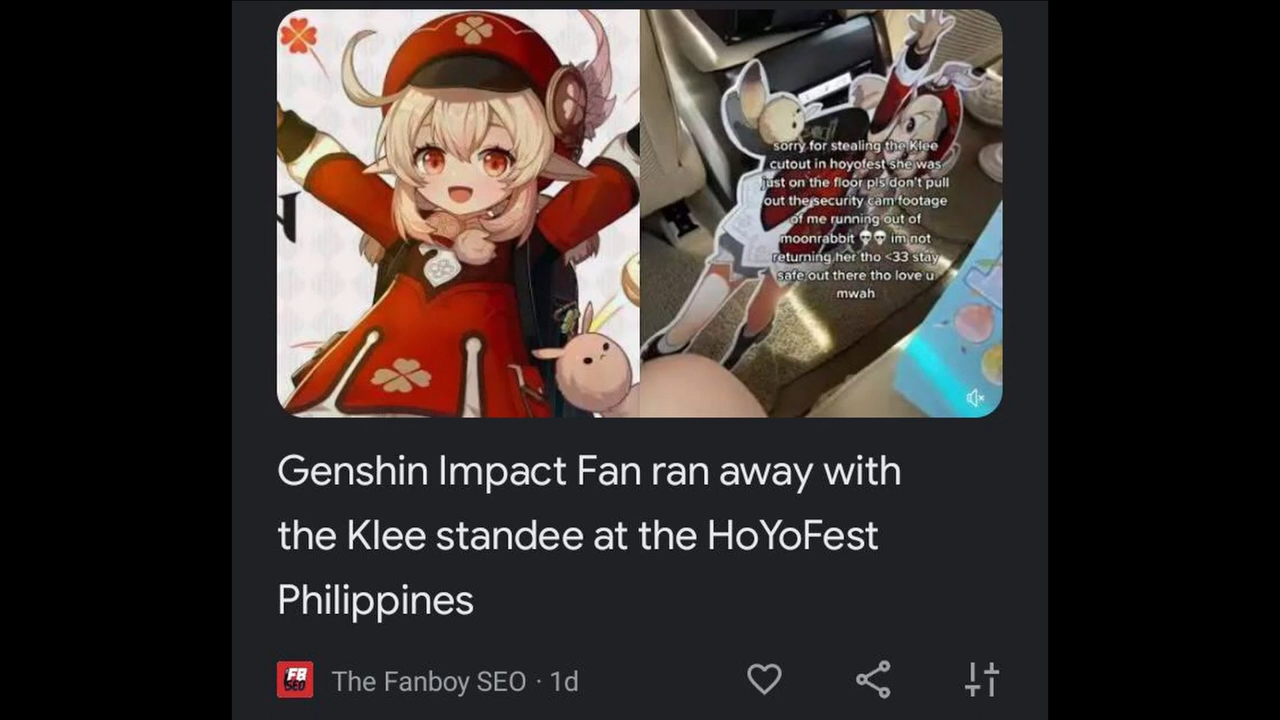 sorry for stealing the Klee
cutout in hoyofest she was
just on the floor pls don't pull
out the security cam footage
of me running out of
moonrabbit 💀💀 im not
returning her tho <33 stay
safe out there tho love u
mwah
Genshin Impact Fan ran away with
the Klee standee at the HoYoFest
Philippines
FB
SEO
The Fanboy SEO · 1d